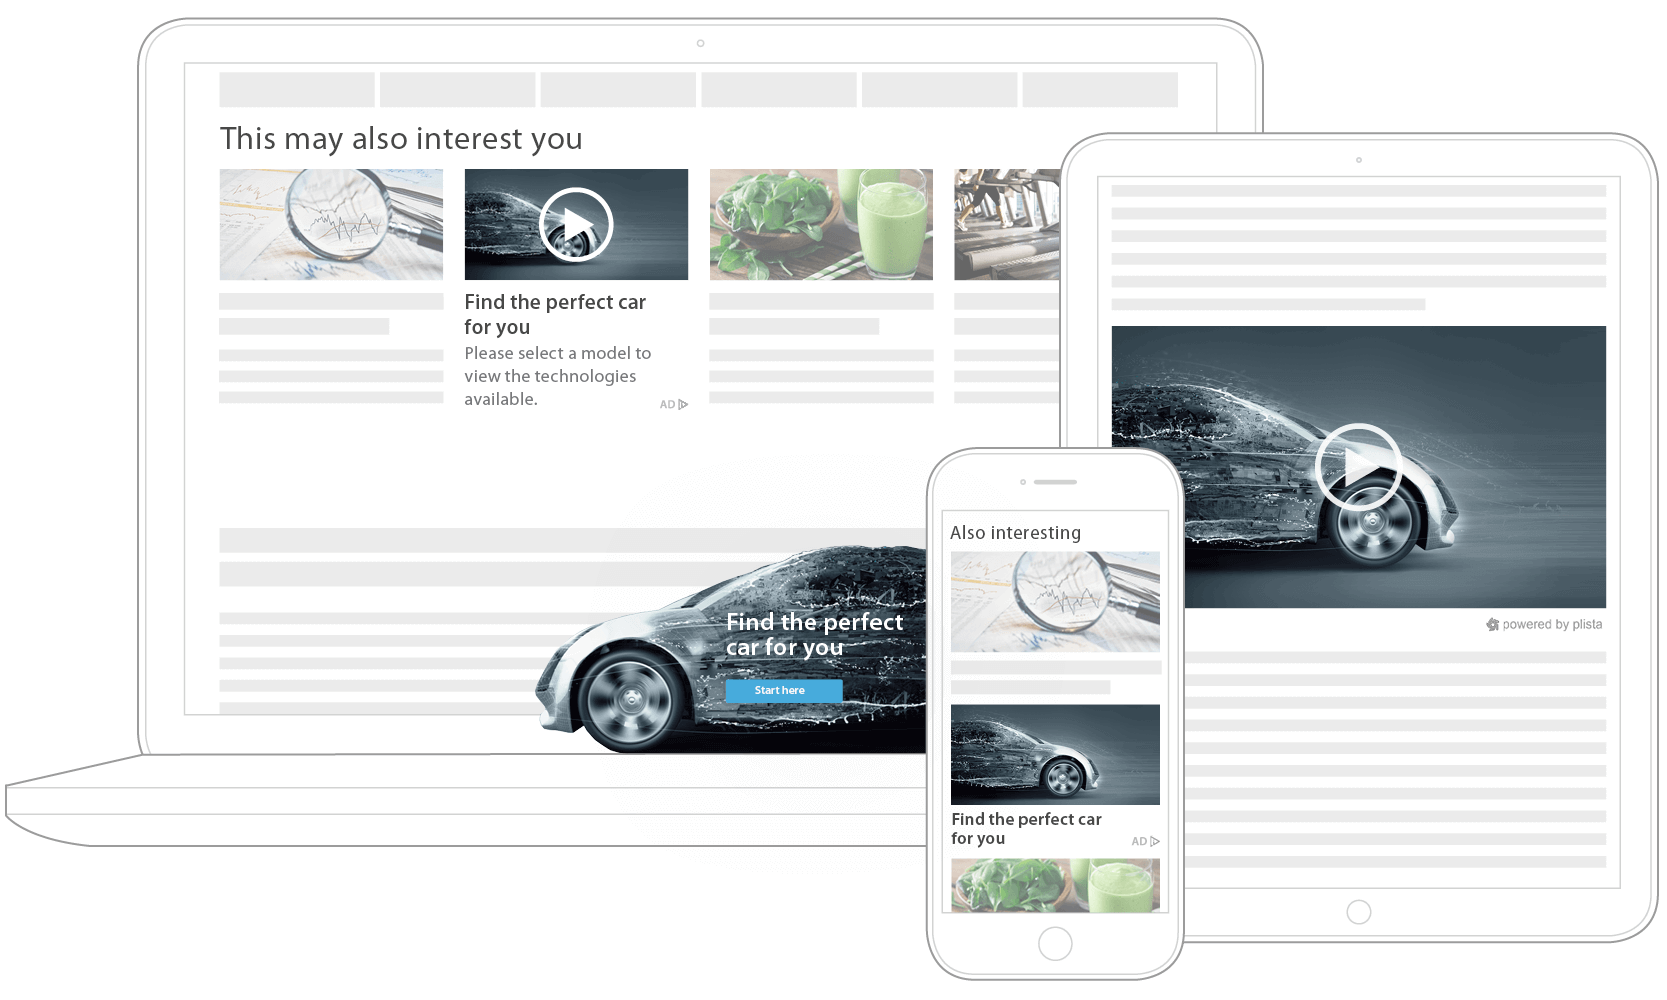 This may also interest you
Find the perfect car
for you
Please select a model to
view the technologies
available.
AD
Find the perfect
car for you
Start here
Also interesting
Find the perfect car
for you
AD
powered by plista